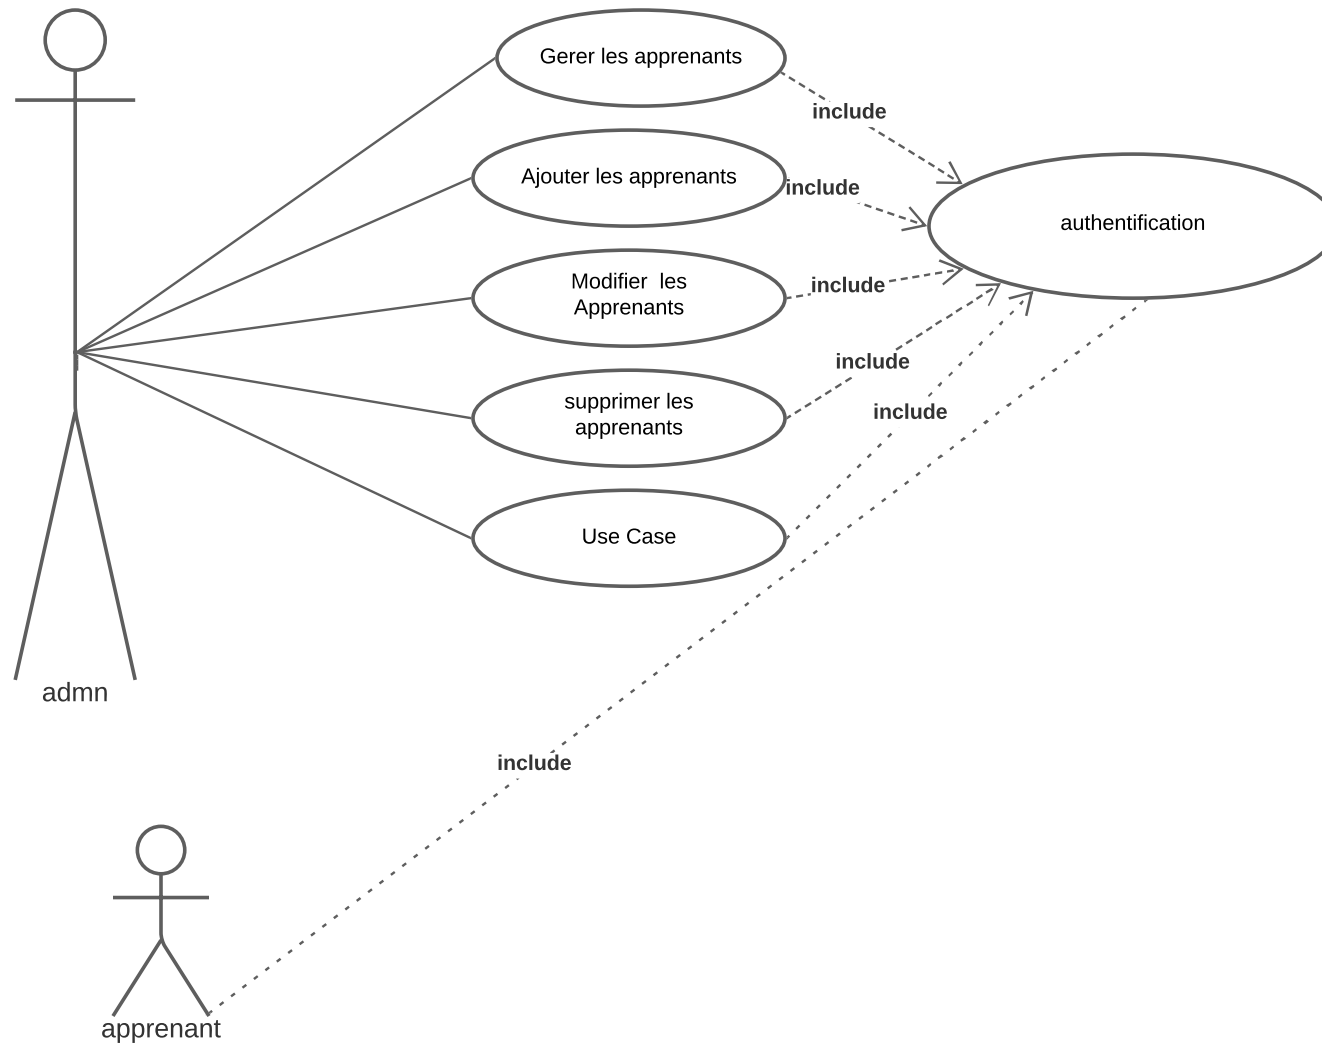 Gerer les apprenants
include
Ajouter les apprenants
include
authentification
Modifier  les
Apprenants
include
supprimer les
apprenants
include
include
Use Case
admn
include
apprenant